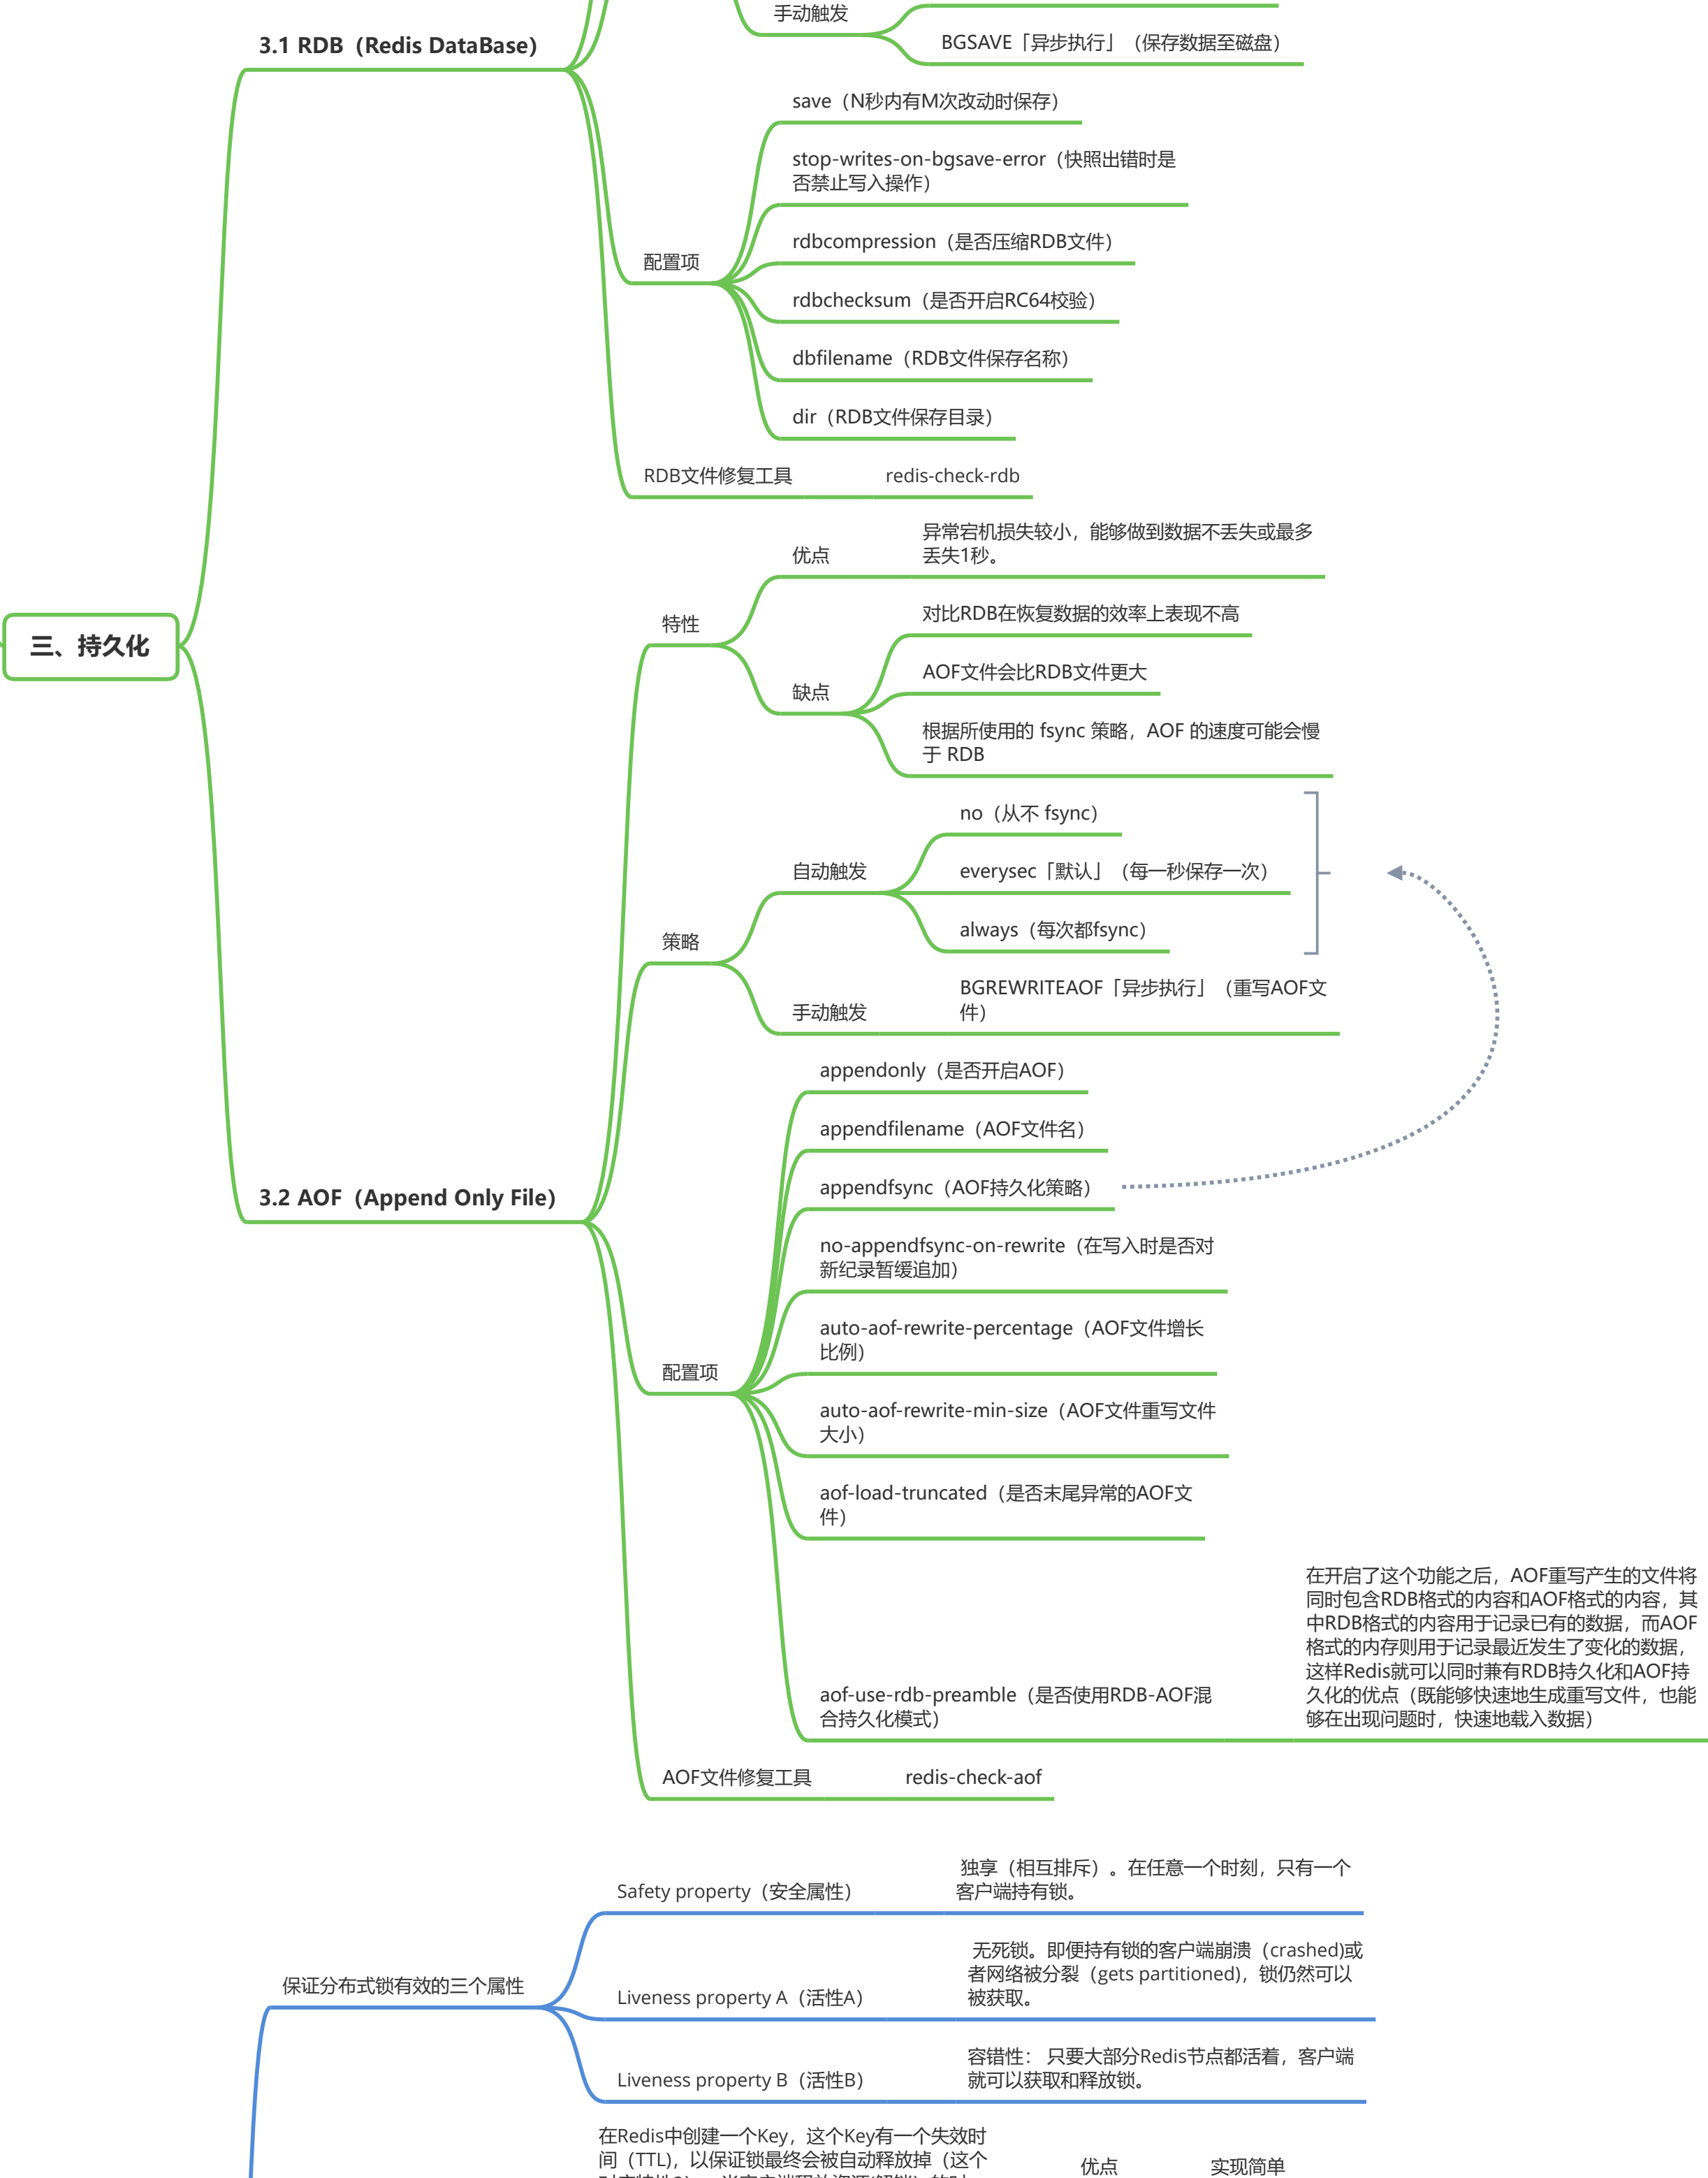 手动触发
BGSAVE「异步执行」（保存数据至磁盘）
3.1 RDB（Redis DataBase）
save（N秒内有M次改动时保存）
stop-writes-on-bgsave-error（快照出错时是
否禁止写入操作）
rdbcompression（是否压缩RDB文件）
配置项
rdbchecksum（是否开启RC64校验）
dbfilename（RDB文件保存名称）
dir（RDB文件保存目录）
RDB文件修复工具
redis-check-rdb
三、持久化
特性
优点
异常宕机损失较小，能够做到数据不丢失或最多
丢失1秒。
缺点
对比RDB在恢复数据的效率上表现不高
AOF文件会比RDB文件更大
根据所使用的 fsync 策略，AOF 的速度可能会慢
于 RDB
策略
自动触发
no（从不 fsync）
everysec「默认」（每一秒保存一次）
always（每次都fsync）
手动触发
BGREWRITEAOF「异步执行」（重写AOF文
件）
3.2 AOF（Append Only File）
配置项
appendonly（是否开启AOF）
appendfilename（AOF文件名）
appendfsync（AOF持久化策略）
no-appendfsync-on-rewrite（在写入时是否对
新纪录暂缓追加）
auto-aof-rewrite-percentage（AOF文件增长
比例）
auto-aof-rewrite-min-size（AOF文件重写文件
大小）
aof-load-truncated（是否末尾异常的AOF文
件）
aof-use-rdb-preamble（是否使用RDB-AOF混
合持久化模式）
在开启了这个功能之后，AOF重写产生的文件将
同时包含RDB格式的内容和AOF格式的内容，其
中RDB格式的内容用于记录已有的数据，而AOF
格式的内存则用于记录最近发生了变化的数据，
这样Redis就可以同时兼有RDB持久化和AOF持
久化的优点（既能够快速地生成重写文件，也能
够在出现问题时，快速地载入数据）
AOF文件修复工具
redis-check-aof
保证分布式锁有效的三个属性
Safety property（安全属性）
独享（相互排斥）。在任意一个时刻，只有一个
客户端持有锁。
Liveness property A（活性A）
无死锁。即便持有锁的客户端崩溃（crashed)或
者网络被分裂（gets partitioned)，锁仍然可以
被获取。
Liveness property B（活性B）
容错性： 只要大部分Redis节点都活着，客户端
就可以获取和释放锁。
在Redis中创建一个Key，这个Key有一个失效时
间（TTL)，以保证锁最终会被自动释放掉（这个
优点
实现简单